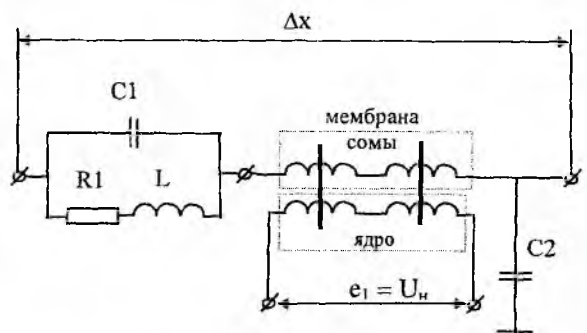 Δx
C1
мембрана
сомы
R1
L
ядро
C2
e₁ = Uн